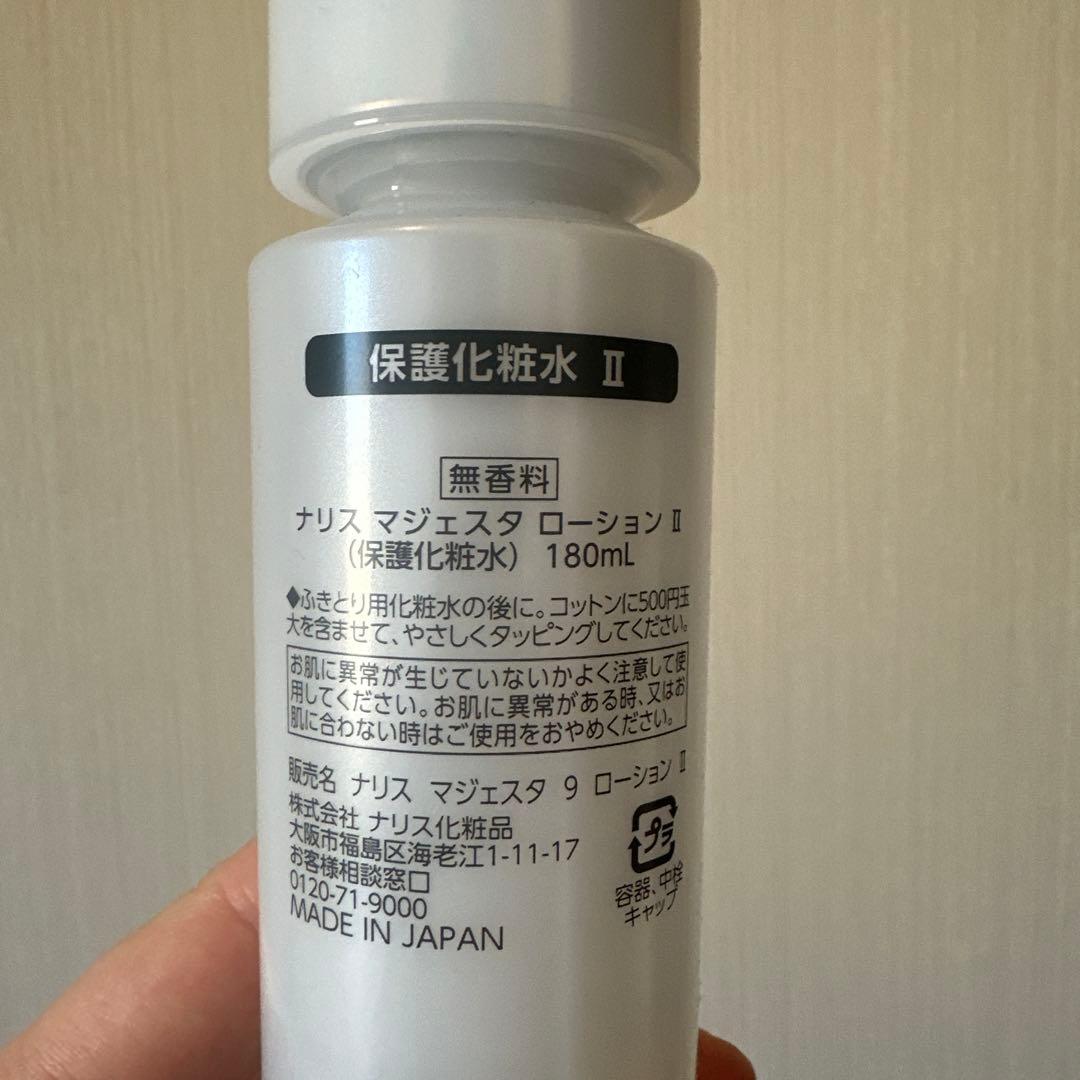 保護化粧水 Ⅱ
無香料
ナリス マジェスタ ローション Ⅱ
(保護化粧水) 180mL
◆ふきとり用化粧水の後に。コットンに500円玉
大を含ませて、やさしくタッピングしてください。
お肌に異常が生じていないかよく注意して使
用してください。お肌に異常がある時、又はお
肌に合わない時はご使用をおやめください。
販売名 ナリス マジェスタ 9 ローション Ⅱ
株式会社 ナリス化粧品
大阪市福島区海老江1-11-17
お客様相談窓口
0120-71-9000
MADE IN JAPAN
プラ
容器、中栓
キャップ